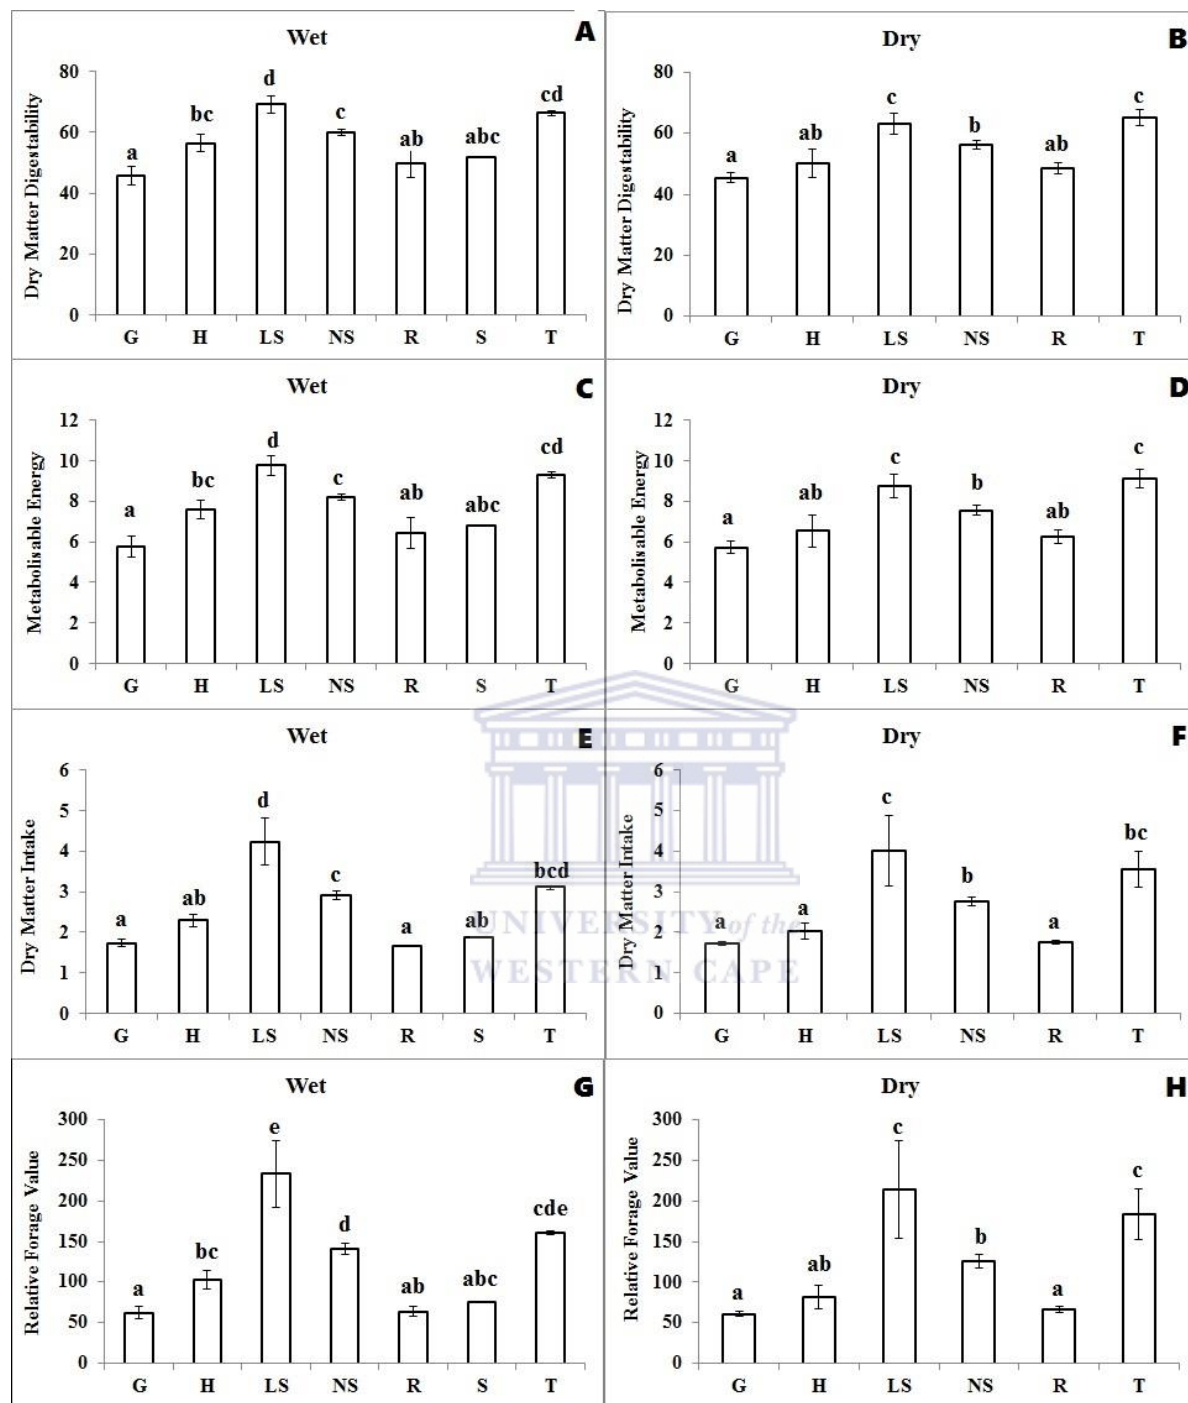 Wet A
Dry Matter Digestability
80
60
40
20
0
a bc d c ab abc cd
G H LS NS R S T
Dry B
Dry Matter Digestability
80
60
40
20
0
a ab c b ab c
G H LS NS R T
Wet C
Metabolisable Energy
12
10
8
6
4
2
0
a bc d c ab abc cd
G H LS NS R S T
Dry D
Metabolisable Energy
12
10
8
6
4
2
0
a ab c b ab c
G H LS NS R T
Wet E
Dry Matter Intake
6
5
4
3
2
1
0
a ab d c a ab bcd
G H LS NS R S T
Dry F
Dry Matter Intake
6
5
4
3
2
1
0
a a c b a bc
G H LS NS R T
UNIVERSITY of the
WESTERN CAPE
Wet G
Relative Forage Value
300
250
200
150
100
50
0
a bc e d ab abc cde
G H LS NS R S T
Dry H
Relative Forage Value
300
250
200
150
100
50
0
a ab c b a c
G H LS NS R T